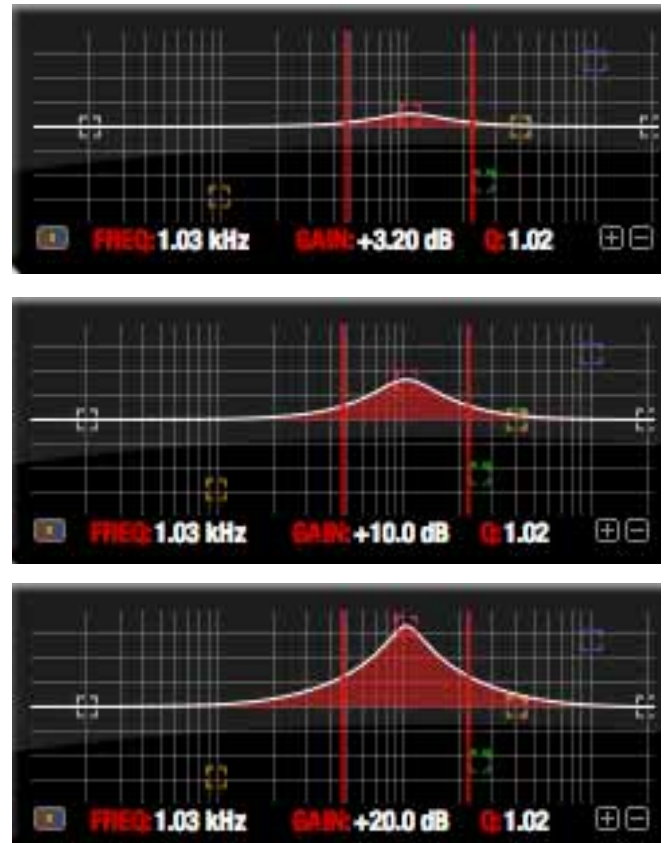 FREQ: 1.03 kHz GAIN: +3.20 dB Q: 1.02
FREQ: 1.03 kHz GAIN: +10.0 dB Q: 1.02
FREQ: 1.03 kHz GAIN: +20.0 dB Q: 1.02